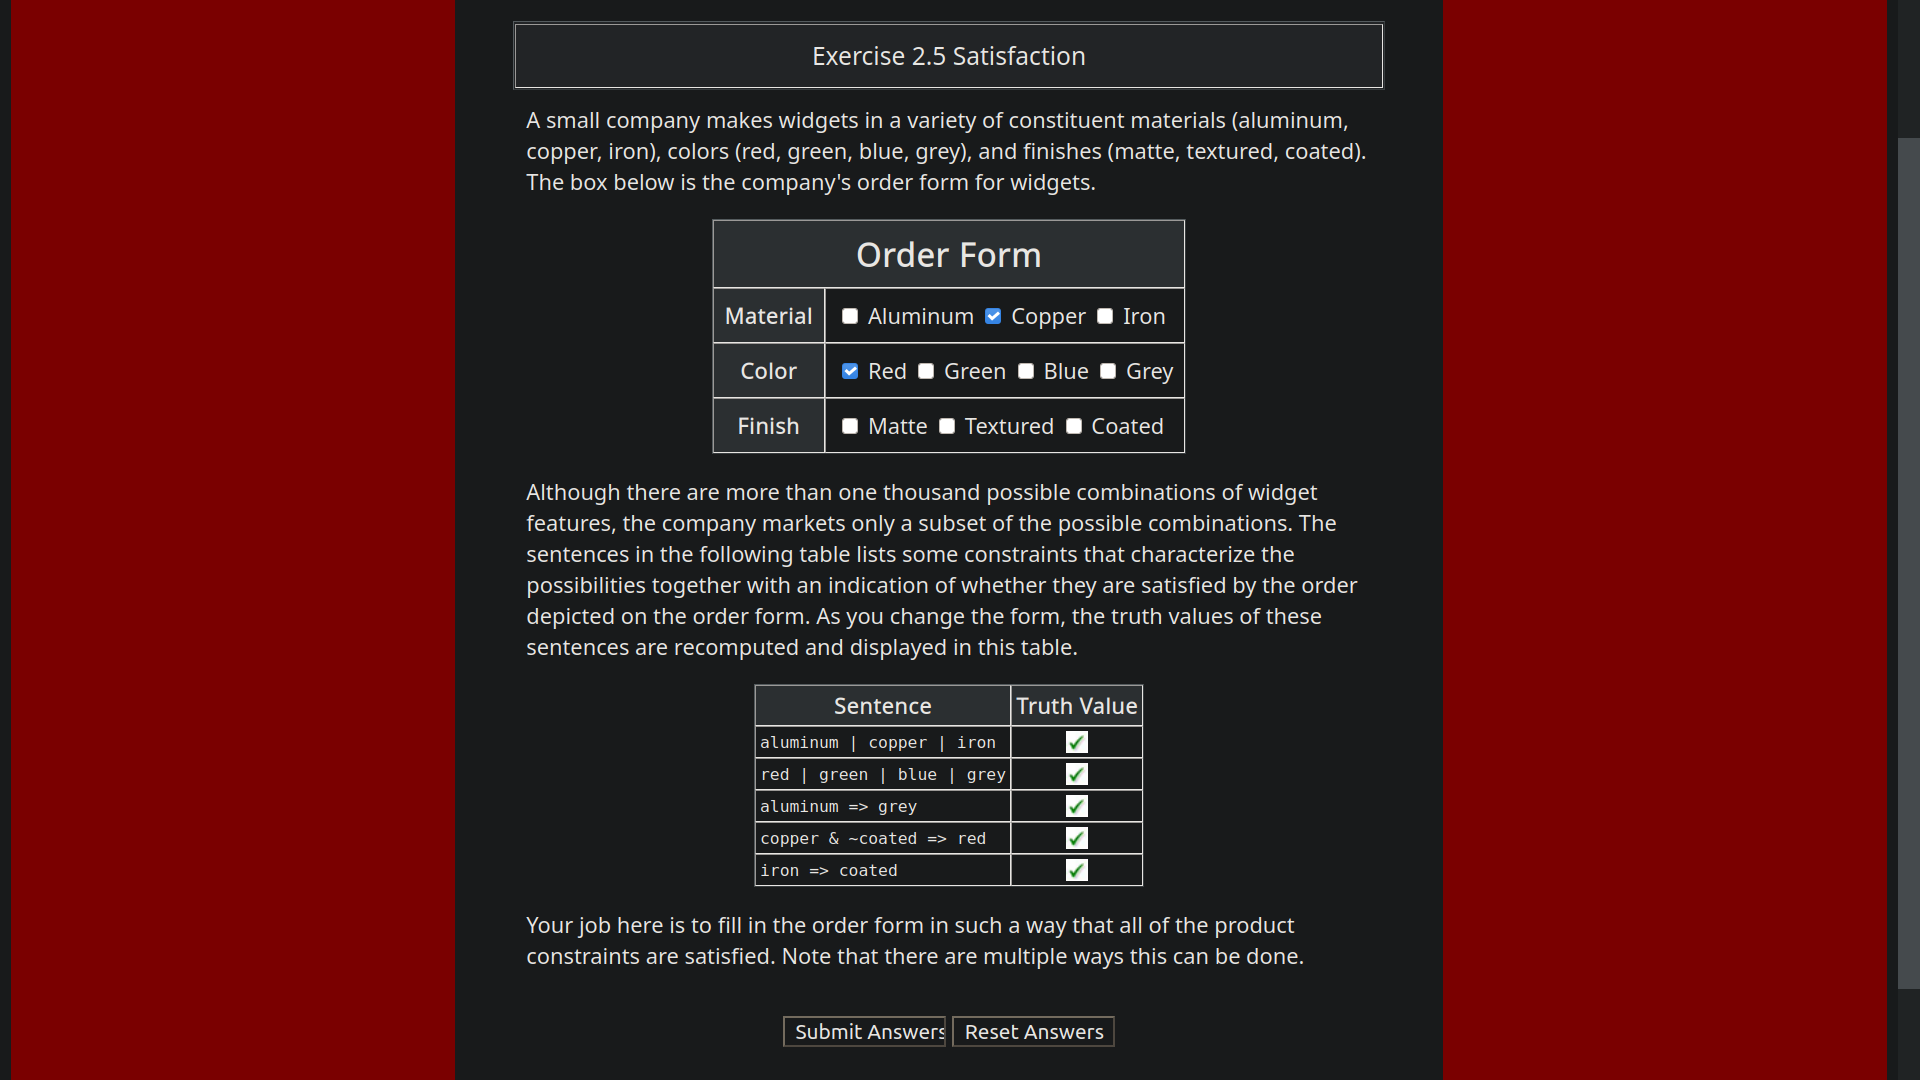 Exercise 2.5 Satisfaction
A small company makes widgets in a variety of constituent materials (aluminum,
copper, iron), colors (red, green, blue, grey), and finishes (matte, textured, coated).
The box below is the company's order form for widgets.
Order Form
Material Aluminum Copper Iron
Color Red Green Blue Grey
Finish Matte Textured Coated
Although there are more than one thousand possible combinations of widget
features, the company markets only a subset of the possible combinations. The
sentences in the following table lists some constraints that characterize the
possibilities together with an indication of whether they are satisfied by the order
depicted on the order form. As you change the form, the truth values of these
sentences are recomputed and displayed in this table.
Sentence Truth Value
aluminum | copper | iron
red | green | blue | grey
aluminum => grey
copper & ~coated => red
iron => coated
Your job here is to fill in the order form in such a way that all of the product
constraints are satisfied. Note that there are multiple ways this can be done.
Submit Answers Reset Answers